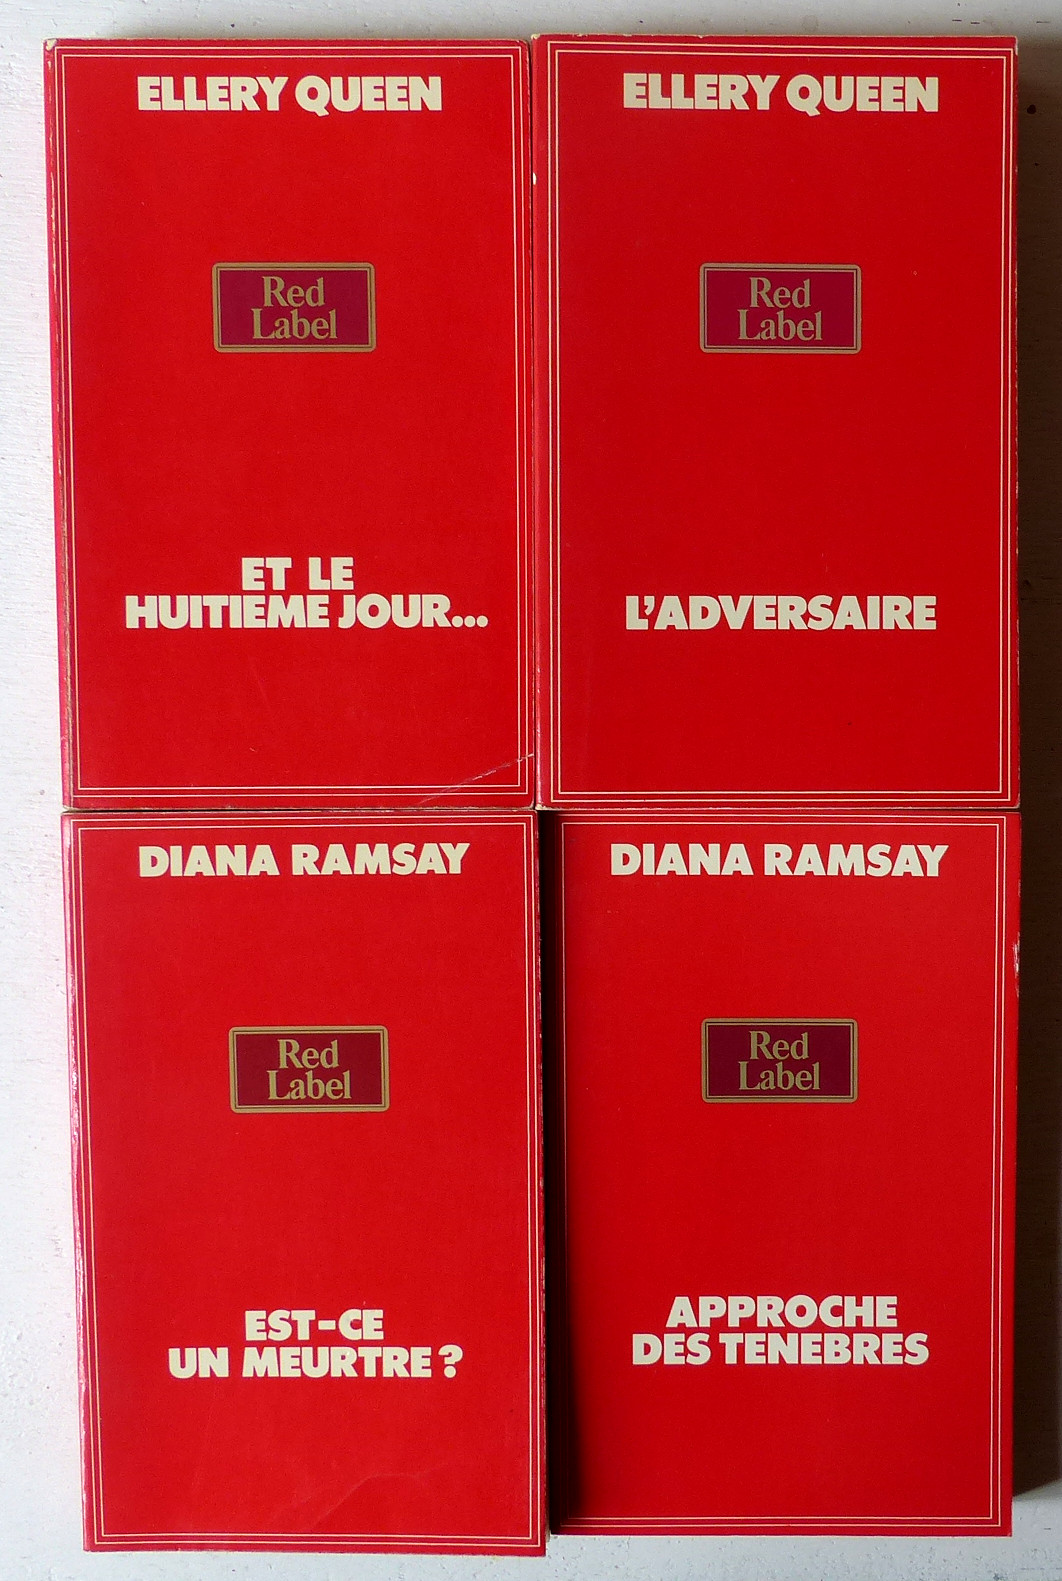 ELLERY QUEEN
Red
Label
ET LE
HUITIEME JOUR...
ELLERY QUEEN
Red
Label
L'ADVERSAIRE
DIANA RAMSAY
Red
Label
EST-CE
UN MEURTRE ?
DIANA RAMSAY
Red
Label
APPROCHE
DES TENEBRES